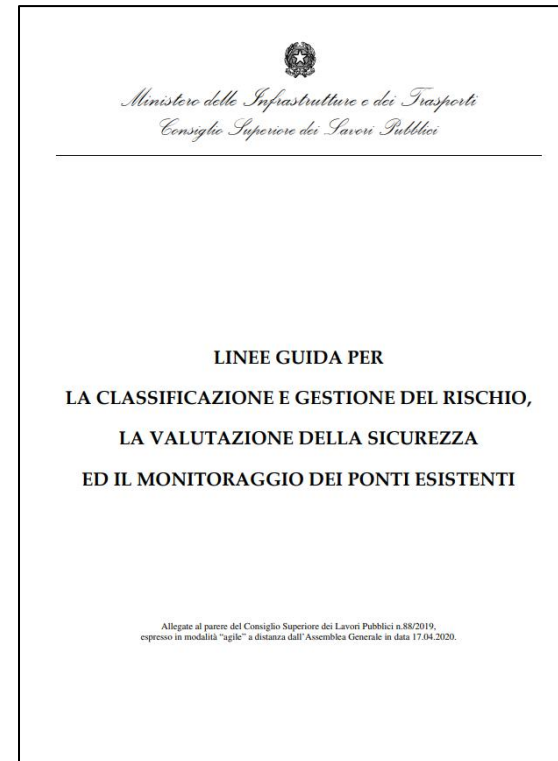 Ministero delle Infrastrutture e dei Trasporti
Consiglio Superiore dei Lavori Pubblici
LINEE GUIDA PER
LA CLASSIFICAZIONE E GESTIONE DEL RISCHIO,
LA VALUTAZIONE DELLA SICUREZZA
ED IL MONITORAGGIO DEI PONTI ESISTENTI
Allegate al parere del Consiglio Superiore dei Lavori Pubblici n.88/2019,
espresso in modalità “agile” a distanza dall’Assemblea Generale in data 17.04.2020.